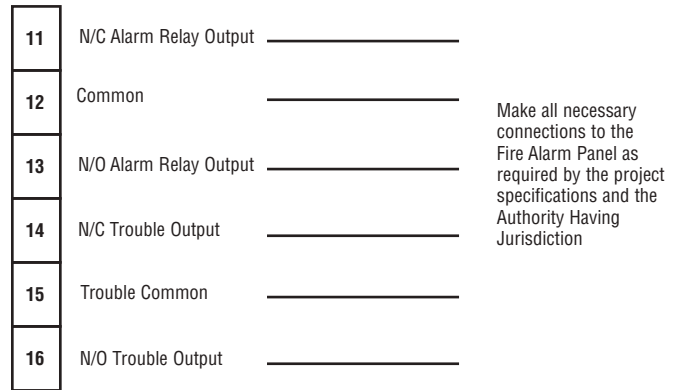 11 N/C Alarm Relay Output
12 Common
13 N/O Alarm Relay Output
14 N/C Trouble Output
15 Trouble Common
16 N/O Trouble Output
Make all necessary
connections to the
Fire Alarm Panel as
required by the project
specifications and the
Authority Having
Jurisdiction